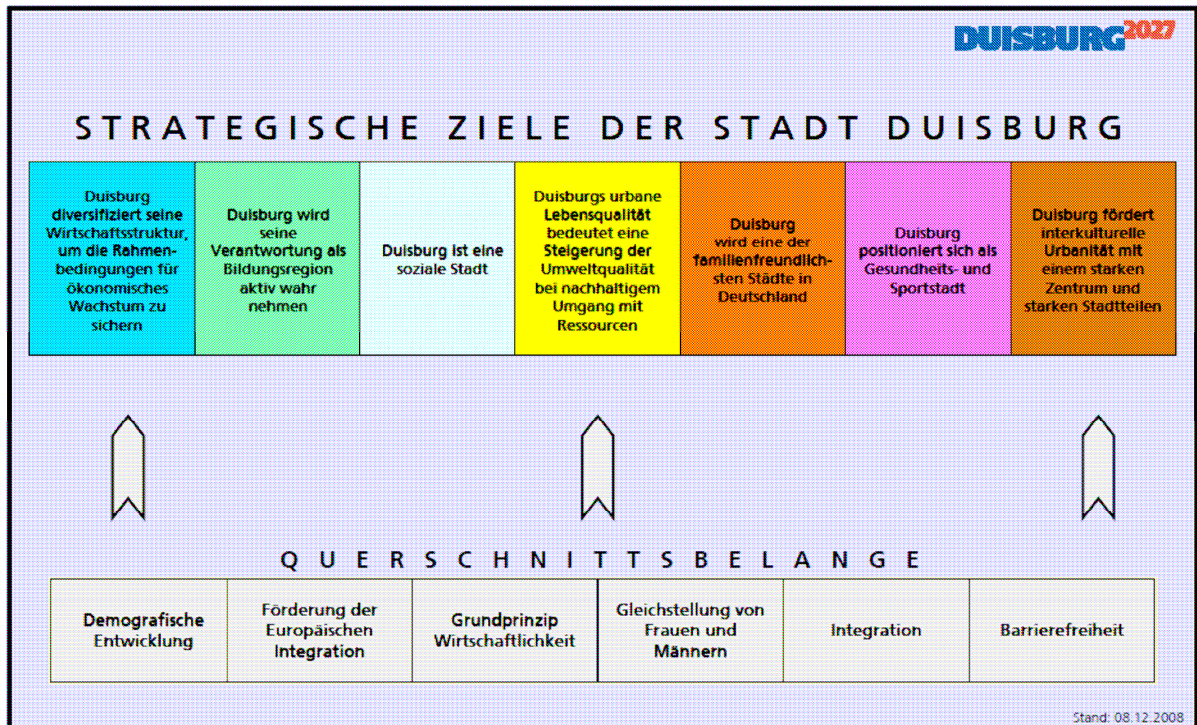 DUISBURG2027
STRATEGISCHE ZIELE DER STADT DUISBURG
Duisburg
diversifiziert seine
Wirtschaftsstruktur,
um die Rahmen-
bedingungen für
ökonomisches
Wachstum zu
sichern
Duisburg wird
seine
Verantwortung als
Bildungsregion
aktiv wahr
nehmen
Duisburg ist eine
soziale Stadt
Duisburgs urbane
Lebensqualität
bedeutet eine
Steigerung der
Umweltqualität
bei nachhaltigem
Umgang mit
Ressourcen
Duisburg
wird eine der
familienfreundlich-
sten Städte in
Deutschland
Duisburg
positioniert sich als
Gesundheits- und
Sportstadt
Duisburg fördert
interkulturelle
Urbanität mit
einem starken
Zentrum und
starken Stadtteilen
QUERSCHNITTSBELANGE
Demografische
Entwicklung
Förderung der
Europäischen
Integration
Grundprinzip
Wirtschaftlichkeit
Gleichstellung von
Frauen und
Männern
Integration
Barrierefreiheit
Stand: 08.12.2008